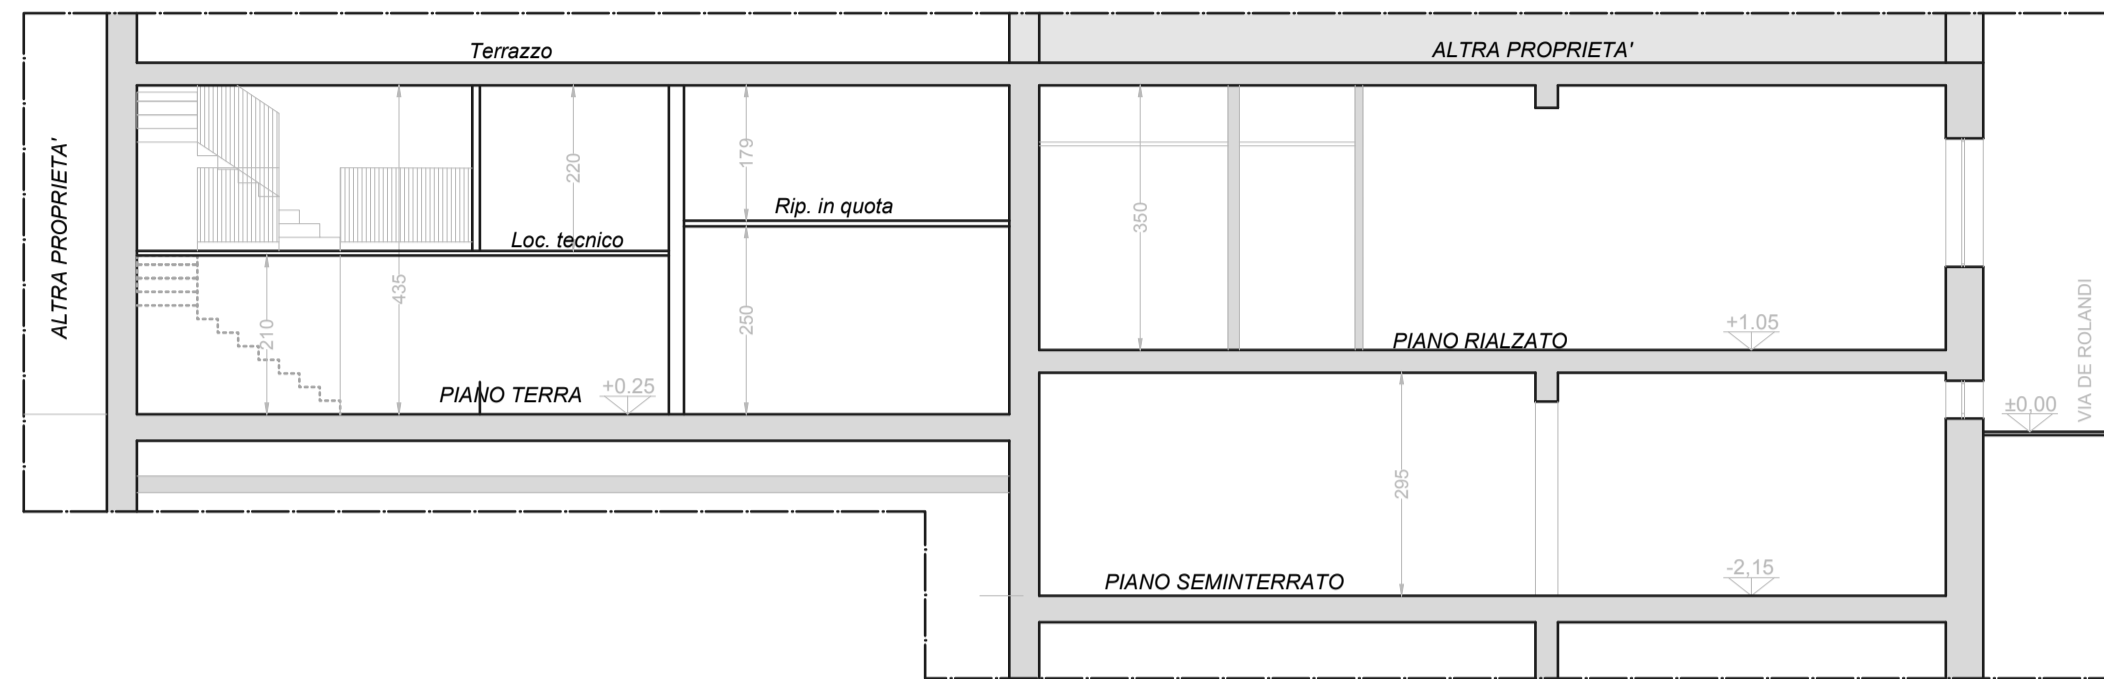 Terrazzo
ALTRA PROPRIETA'
ALTRA PROPRIETA'
179
220
Rip. in quota
350
Loc. tecnico
435
210
250
VIA DE ROLANDI
+1.05
PIANO RIALZATO
PIANO TERRA
+0.25
±0,00
295
-2,15
PIANO SEMINTERRATO